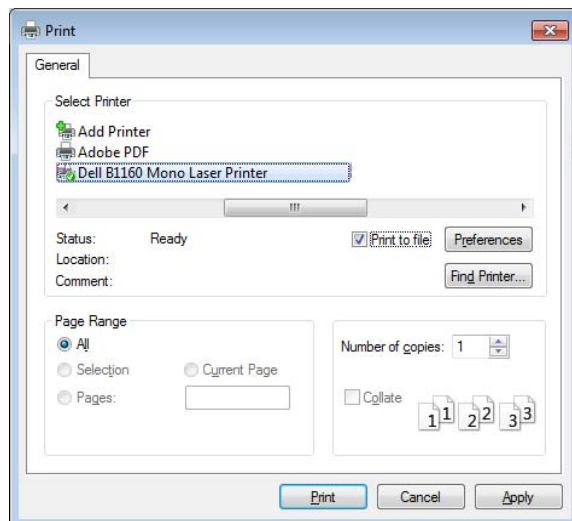 Print
General
Select Printer
Add Printer
Adobe PDF
Dell B1160 Mono Laser Printer
Status: Ready Print to file Preferences
Location:
Comment: Find Printer...
Page Range
All
Selection Current Page
Pages:
Number of copies: 1
Collate
1 1 2 2 3 3
Print Cancel Apply